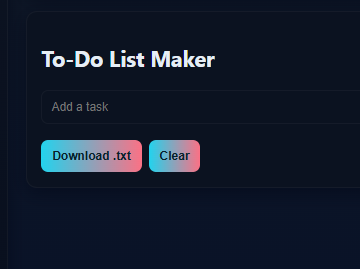 To-Do List Maker
Add a task
Download .txt Clear